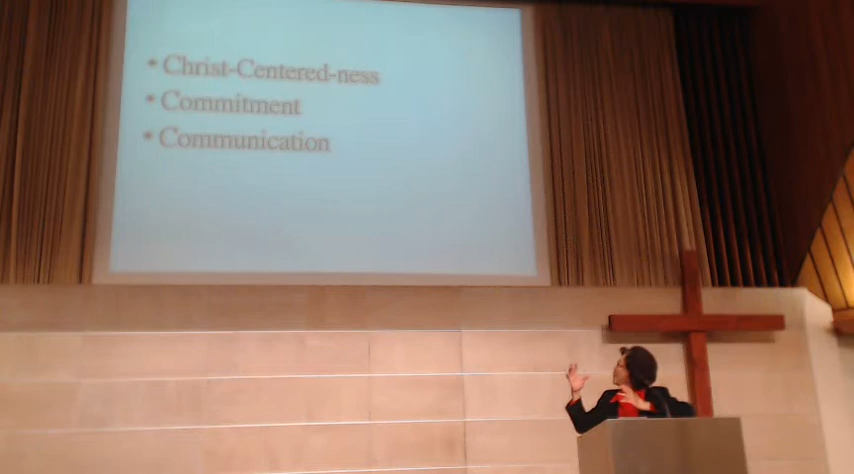 • Christ-Centered-ness
• Commitment
• Communication